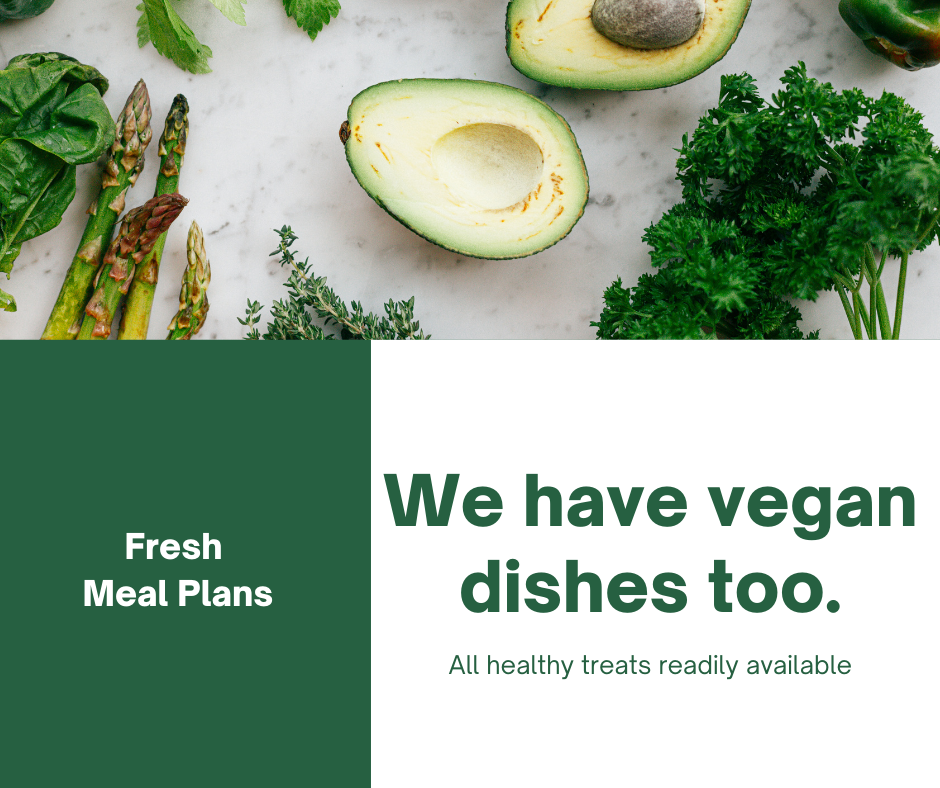 Fresh
Meal Plans
We have vegan
dishes too.
All healthy treats readily available